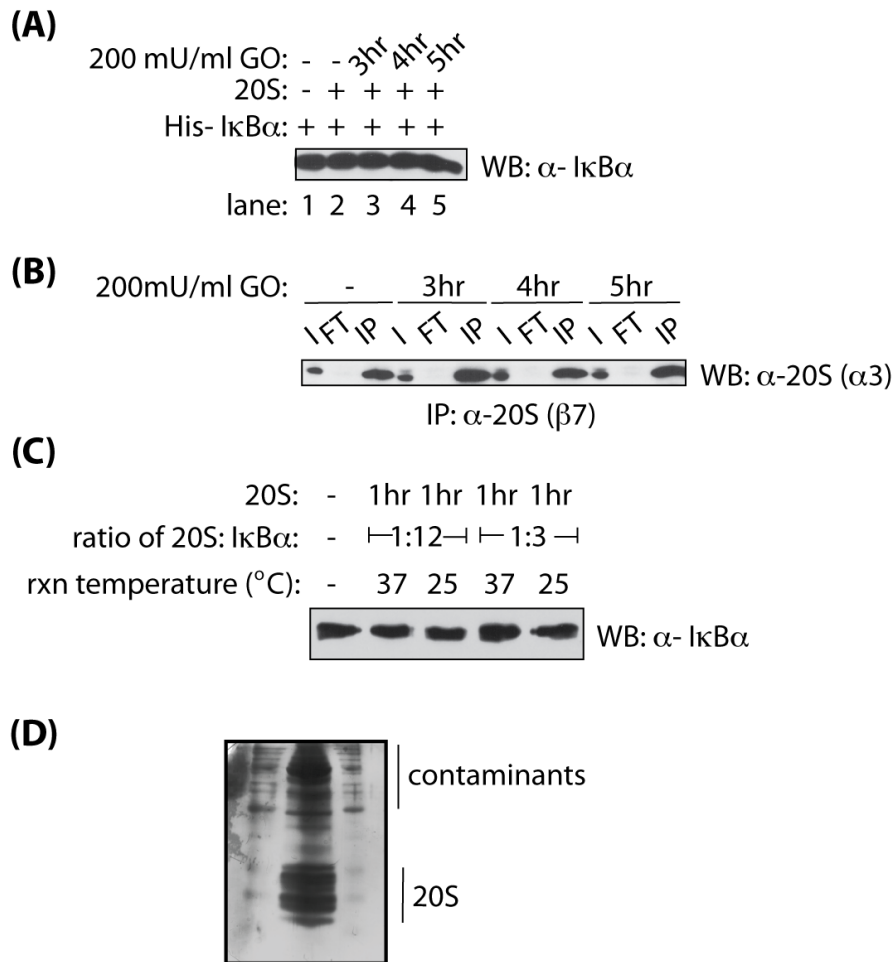 (A)
200 mU/ml GO: - - 3hr 4hr 5hr
20S: - + + + +
His- IκBα: + + + + +
WB: α- IκBα
lane: 1 2 3 4 5
(B)
200mU/ml GO: - 3hr 4hr 5hr
I FT IP I FT IP I FT IP I FT IP
WB: α-20S (α3)
IP: α-20S (β7)
(C)
20S: - 1hr 1hr 1hr 1hr
ratio of 20S: IκBα: - 1:12 1:3
rxn temperature (°C): - 37 25 37 25
WB: α- IκBα
(D)
contaminants
20S